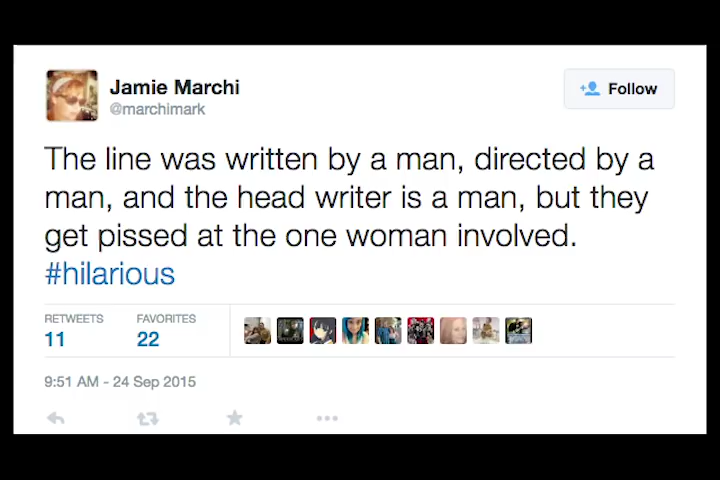 Jamie Marchi
@marchimark
Follow
The line was written by a man, directed by a
man, and the head writer is a man, but they
get pissed at the one woman involved.
#hilarious
RETWEETS FAVORITES
11 22
9:51 AM - 24 Sep 2015